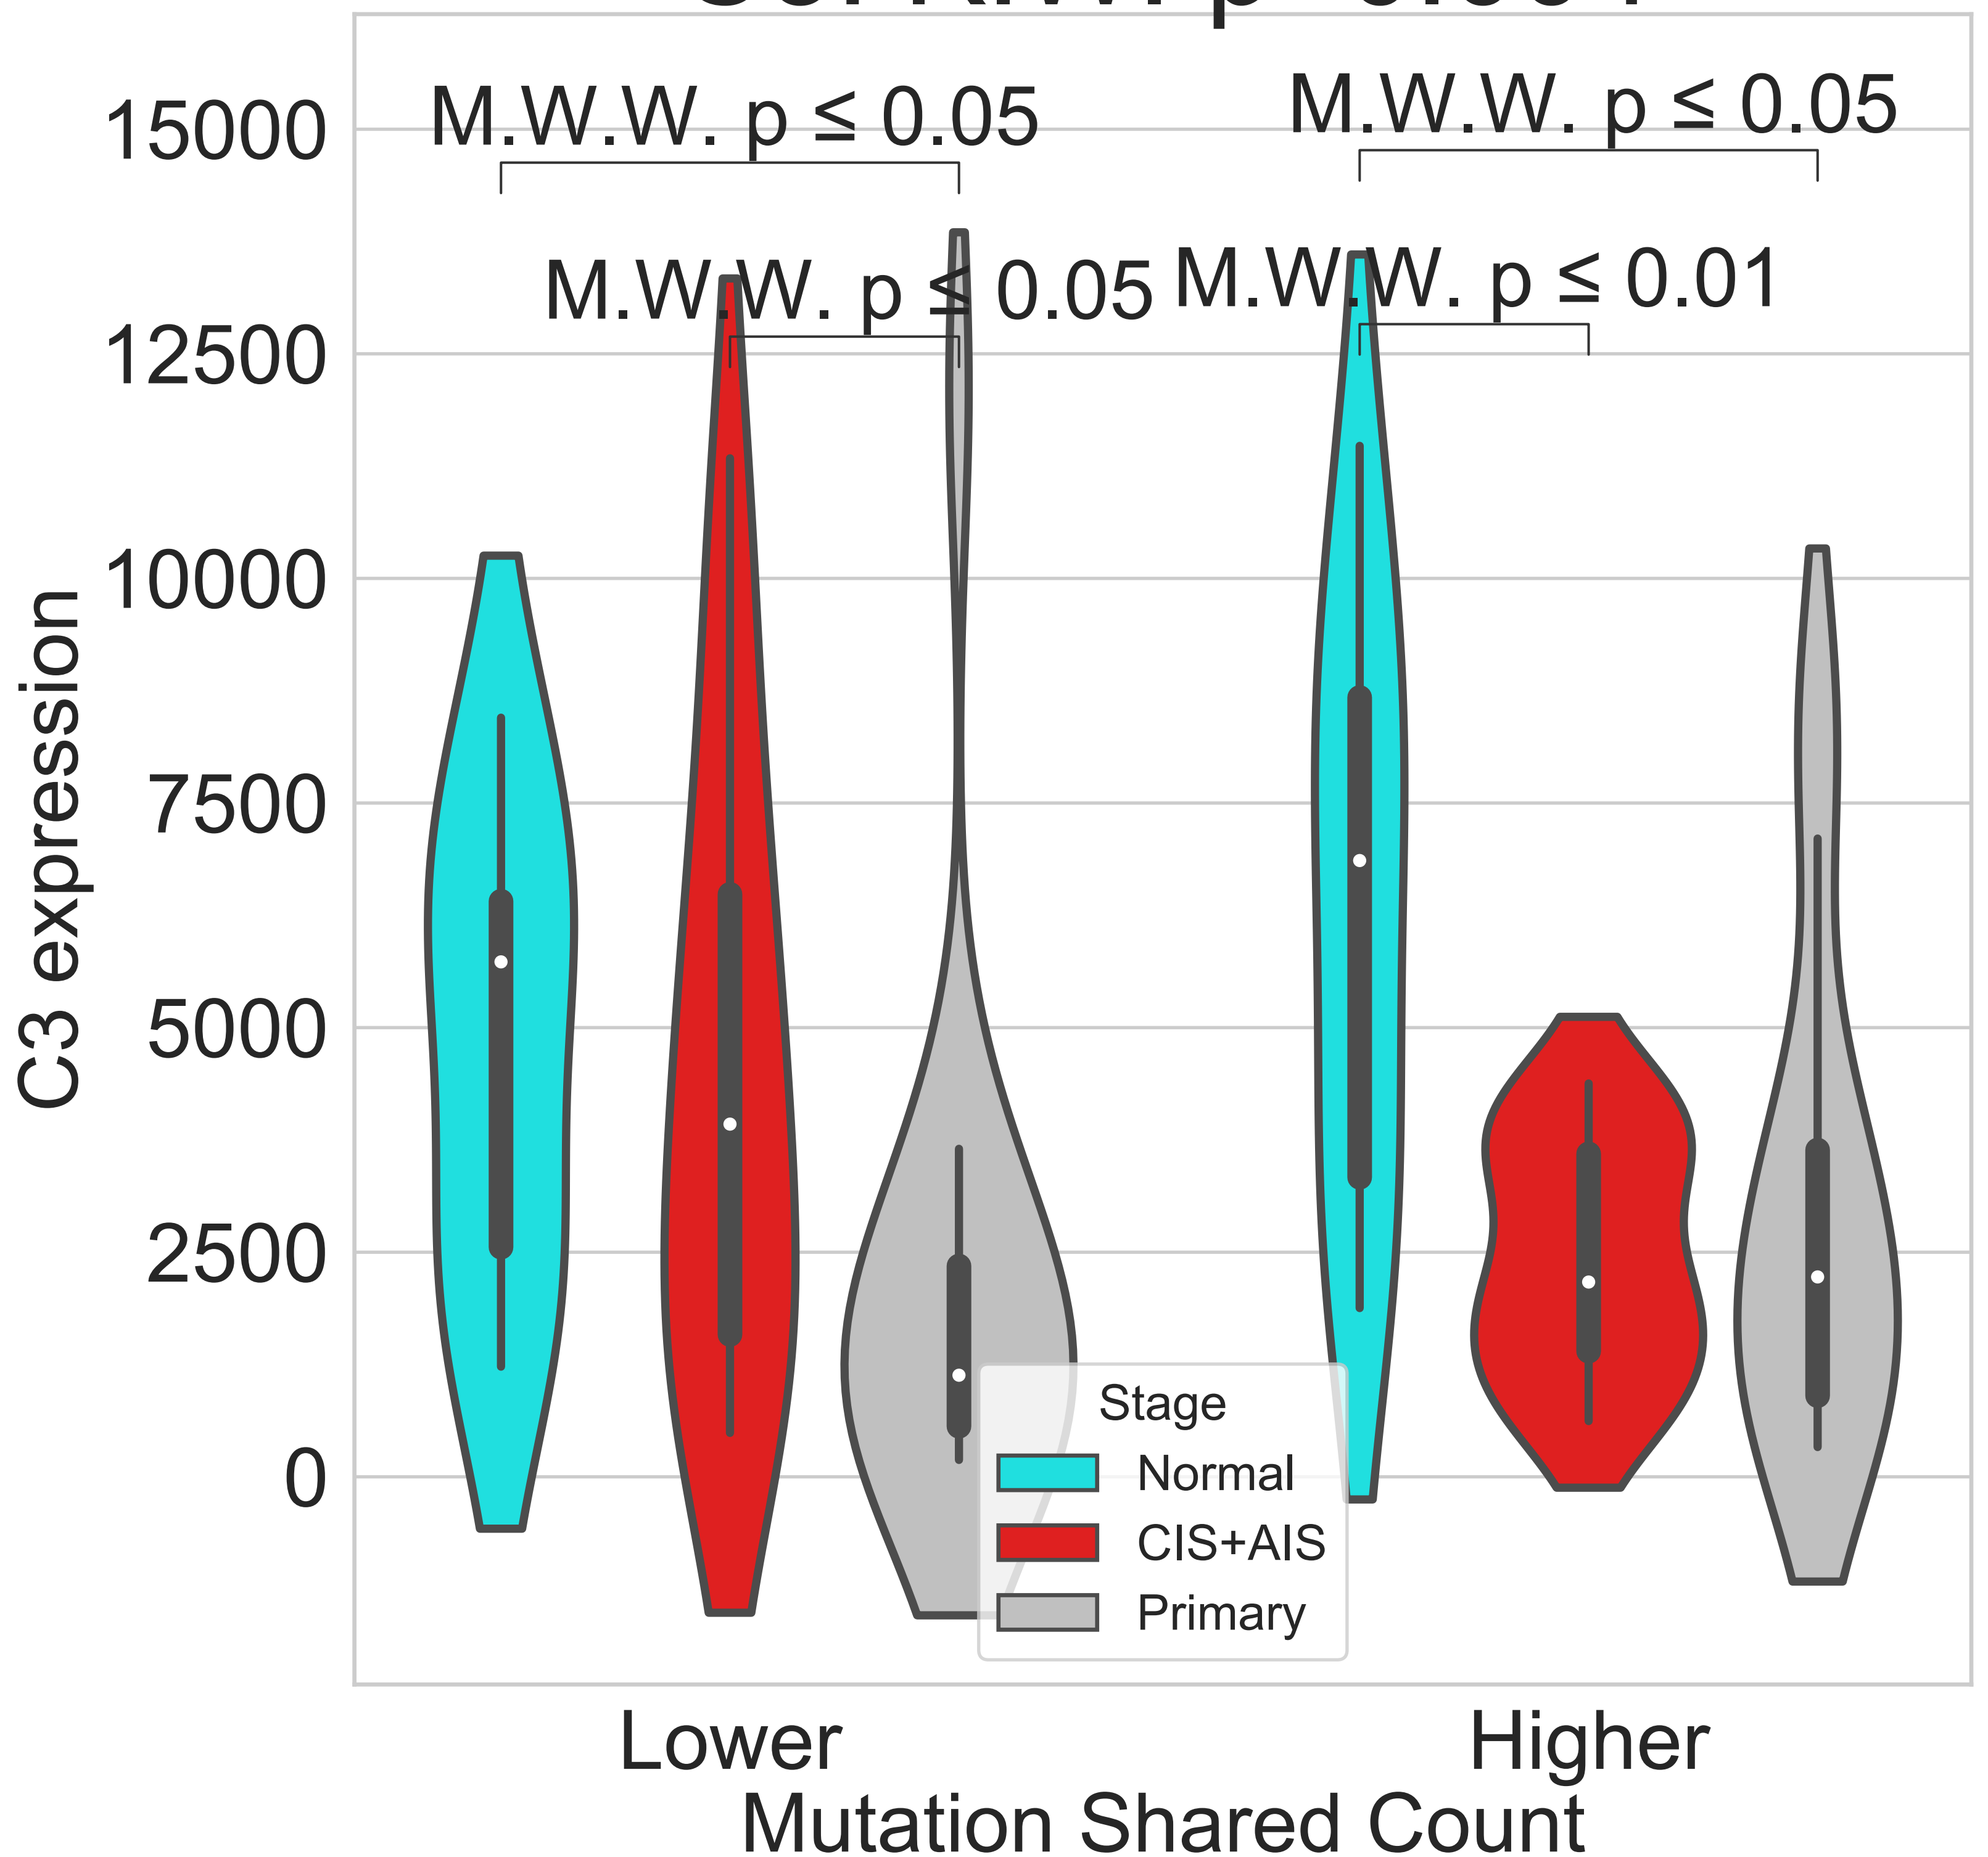 M.W.W. p ≤ 0.05
M.W.W. p ≤ 0.05
M.W.W. p ≤ 0.05
M.W.W. p ≤ 0.01
15000
12500
10000
7500
5000
2500
0
C3 expression
Stage
Normal
CIS+AIS
Primary
Lower
Higher
Mutation Shared Count